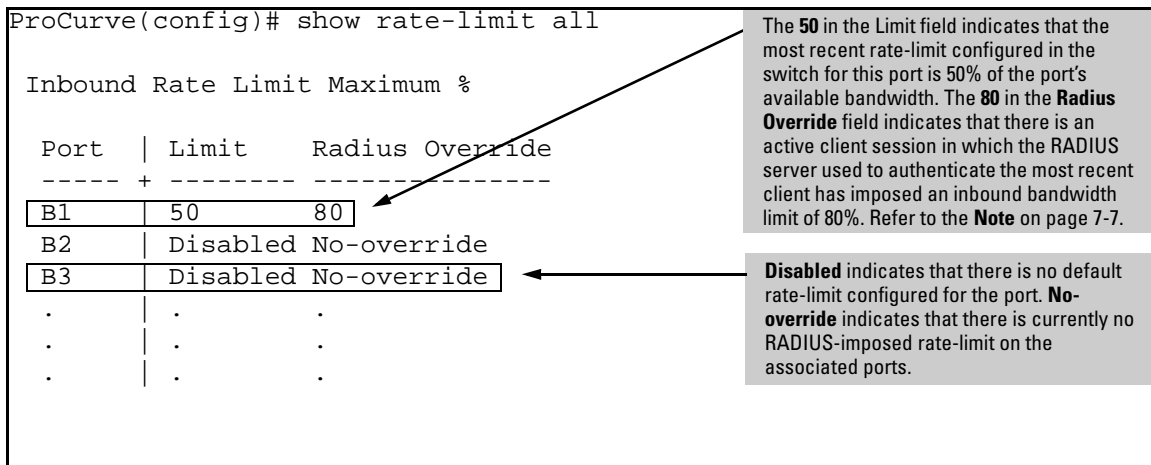 ProCurve(config)# show rate-limit all
Inbound Rate Limit Maximum %
Port | Limit Radius Override
----- + -------- ---------------
B1 | 50 80
B2 | Disabled No-override
B3 | Disabled No-override
. | . .
. | . .
. | . .
The 50 in the Limit field indicates that the
most recent rate-limit configured in the
switch for this port is 50% of the port's
available bandwidth. The 80 in the Radius
Override field indicates that there is an
active client session in which the RADIUS
server used to authenticate the most recent
client has imposed an inbound bandwidth
limit of 80%. Refer to the Note on page 7-7.
Disabled indicates that there is no default
rate-limit configured for the port. No-
override indicates that there is currently no
RADIUS-imposed rate-limit on the
associated ports.